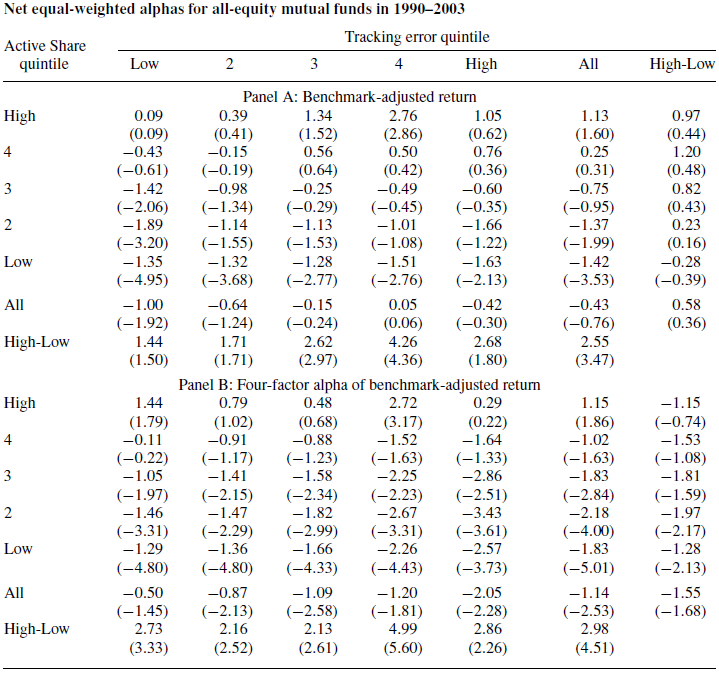 Net equal-weighted alphas for all-equity mutual funds in 1990–2003
Active Share quintile Tracking error quintile
Low 2 3 4 High All High-Low
Panel A: Benchmark-adjusted return
High 0.09 0.39 1.34 2.76 1.05 1.13 0.97
(0.09) (0.41) (1.52) (2.86) (0.62) (1.60) (0.44)
4 −0.43 −0.15 0.56 0.50 0.76 0.25 1.20
(−0.61) (−0.19) (0.64) (0.42) (0.36) (0.31) (0.48)
3 −1.42 −0.98 −0.25 −0.49 −0.60 −0.75 0.82
(−2.06) (−1.34) (−0.29) (−0.45) (−0.35) (−0.95) (0.43)
2 −1.89 −1.14 −1.13 −1.01 −1.66 −1.37 0.23
(−3.20) (−1.55) (−1.53) (−1.08) (−1.22) (−1.99) (0.16)
Low −1.35 −1.32 −1.28 −1.51 −1.63 −1.42 −0.28
(−4.95) (−3.68) (−2.77) (−2.76) (−2.13) (−3.53) (−0.39)
All −1.00 −0.64 −0.15 0.05 −0.42 −0.43 0.58
(−1.92) (−1.24) (−0.24) (0.06) (−0.30) (−0.76) (0.36)
High-Low 1.44 1.71 2.62 4.26 2.68 2.55
(1.50) (1.71) (2.97) (4.36) (1.80) (3.47)
Panel B: Four-factor alpha of benchmark-adjusted return
High 1.44 0.79 0.48 2.72 0.29 1.15 −1.15
(1.79) (1.02) (0.68) (3.17) (0.22) (1.86) (−0.74)
4 −0.11 −0.91 −0.88 −1.52 −1.64 −1.02 −1.53
(−0.22) (−1.17) (−1.23) (−1.63) (−1.33) (−1.63) (−1.08)
3 −1.05 −1.41 −1.58 −2.25 −2.86 −1.83 −1.81
(−1.97) (−2.15) (−2.34) (−2.23) (−2.51) (−2.84) (−1.59)
2 −1.46 −1.47 −1.82 −2.67 −3.43 −2.18 −1.97
(−3.31) (−2.29) (−2.99) (−3.31) (−3.61) (−4.00) (−2.17)
Low −1.29 −1.36 −1.66 −2.26 −2.57 −1.83 −1.28
(−4.80) (−4.80) (−4.33) (−4.43) (−3.73) (−5.01) (−2.13)
All −0.50 −0.87 −1.09 −1.20 −2.05 −1.14 −1.55
(−1.45) (−2.13) (−2.58) (−1.81) (−2.28) (−2.53) (−1.68)
High-Low 2.73 2.16 2.13 4.99 2.86 2.98
(3.33) (2.52) (2.61) (5.60) (2.26) (4.51)